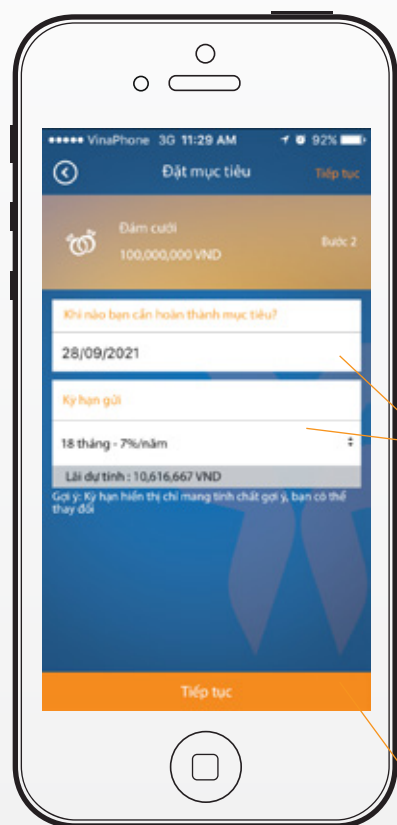 VinaPhone 3G 11:29 AM 92%
Đặt mục tiêu Tiếp tục
Đám cưới
100,000,000 VND
Bước 2
Khi nào bạn cần hoàn thành mục tiêu?
28/09/2021
Kỳ hạn gửi
18 tháng - 7%/năm
Lãi dự tính : 10,616,667 VND
Gợi ý: Kỳ hạn hiển thị chỉ mang tính chất gợi ý, bạn có thể
thay đổi
Tiếp tục